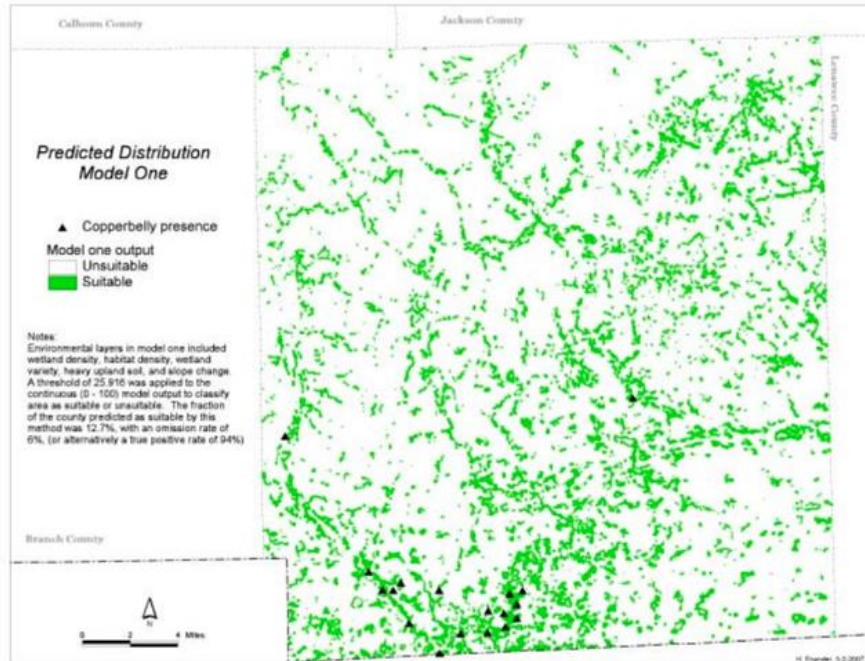 Calhoun County
Jackson County
Lenawee County
Predicted Distribution
Model One
Copperbelly presence
Model one output
Unsuitable
Suitable
Notes:
Environmental layers in model one included
wetland density, habitat density, wetland
variety, heavy upland soil, and slope change.
A threshold of 25.916 was applied to the
continuous (0 - 100) model output to classify
area as suitable or unsuitable. The fraction
of the county predicted as suitable by this
method was 12.7%, with an omission rate of
6%, (or alternatively a true positive rate of 94%)
Branch County
N
0 2 4 Miles